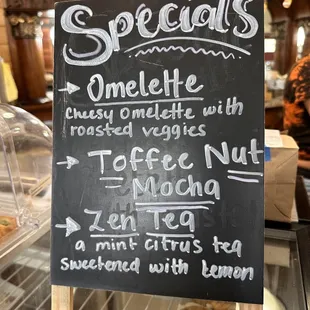 Specials
→ Omelette
cheesy omelette with
roasted veggies
→ Toffee Nut
Mocha
→ Zen Tea
a mint citrus tea
sweetened with Lemon